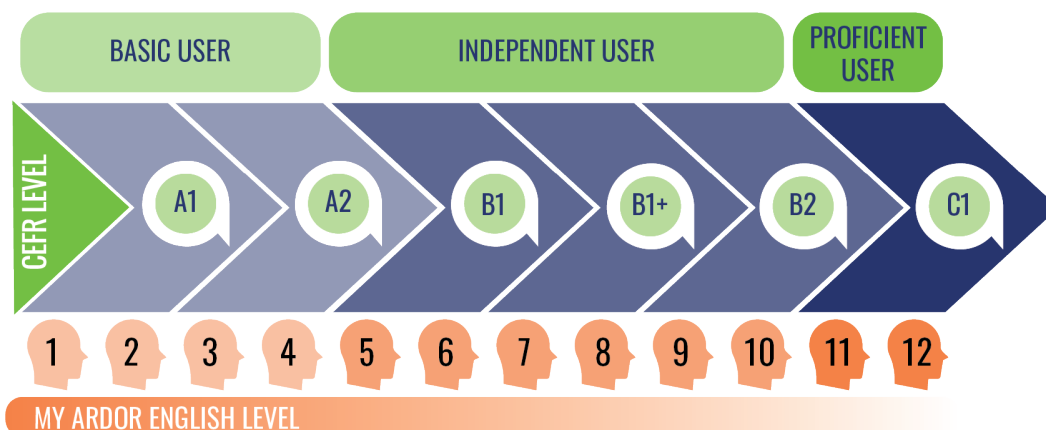 BASIC USER
INDEPENDENT USER
PROFICIENT
USER
CEFR LEVEL
A1
A2
B1
B1+
B2
C1
1
2
3
4
5
6
7
8
9
10
11
12
MY ARDOR ENGLISH LEVEL